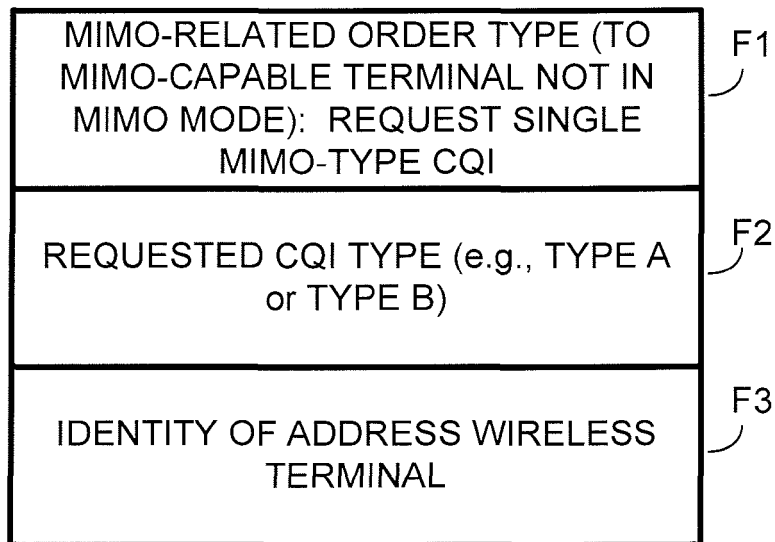 MIMO-RELATED ORDER TYPE (TO
MIMO-CAPABLE TERMINAL NOT IN
MIMO MODE): REQUEST SINGLE
MIMO-TYPE CQI
F1
REQUESTED CQI TYPE (e.g., TYPE A
or TYPE B)
F2
IDENTITY OF ADDRESS WIRELESS
TERMINAL
F3